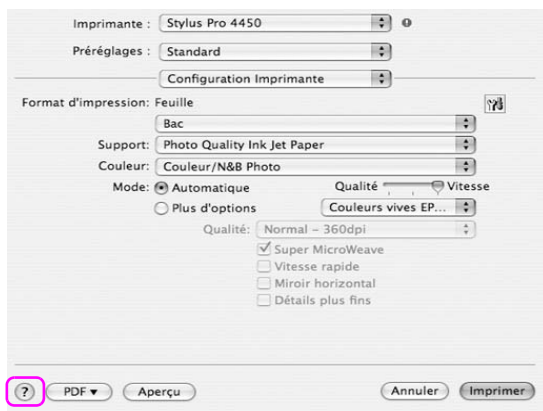 Imprimante : Stylus Pro 4450
Préréglages : Standard
Configuration Imprimante
Format d'impression: Feuille
Bac
Support: Photo Quality Ink Jet Paper
Couleur: Couleur/N&B Photo
Mode: Automatique Qualité Vitesse
Plus d'options Couleurs vives EP...
Qualité: Normal – 360dpi
Super MicroWeave
Vitesse rapide
Miroir horizontal
Détails plus fins
? PDF ▼ Aperçu Annuler Imprimer